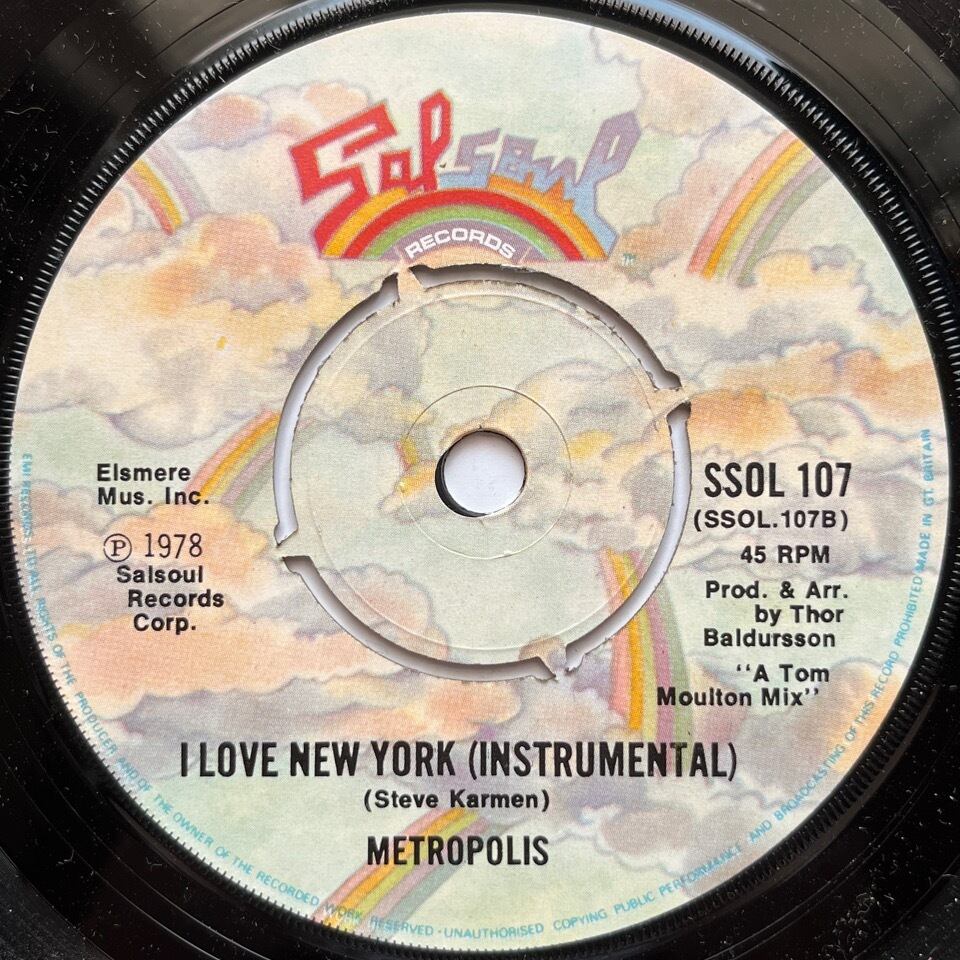 Salsoul
RECORDS
TM
Elsmere
Mus. Inc.
℗ 1978
Salsoul
Records
Corp.
SSOL 107
(SSOL.107B)
45 RPM
Prod. & Arr.
by Thor
Baldursson
"A Tom
Moulton Mix"
I LOVE NEW YORK (INSTRUMENTAL)
(Steve Karmen)
METROPOLIS
EMI RECORDS LTD ALL RIGHTS OF THE PRODUCER AND OF THE OWNER OF THE RECORDED WORK RESERVED · UNAUTHORISED COPYING PUBLIC PERFORMANCE AND BROADCASTING OF THIS RECORD PROHIBITED MADE IN GT. BRITAIN